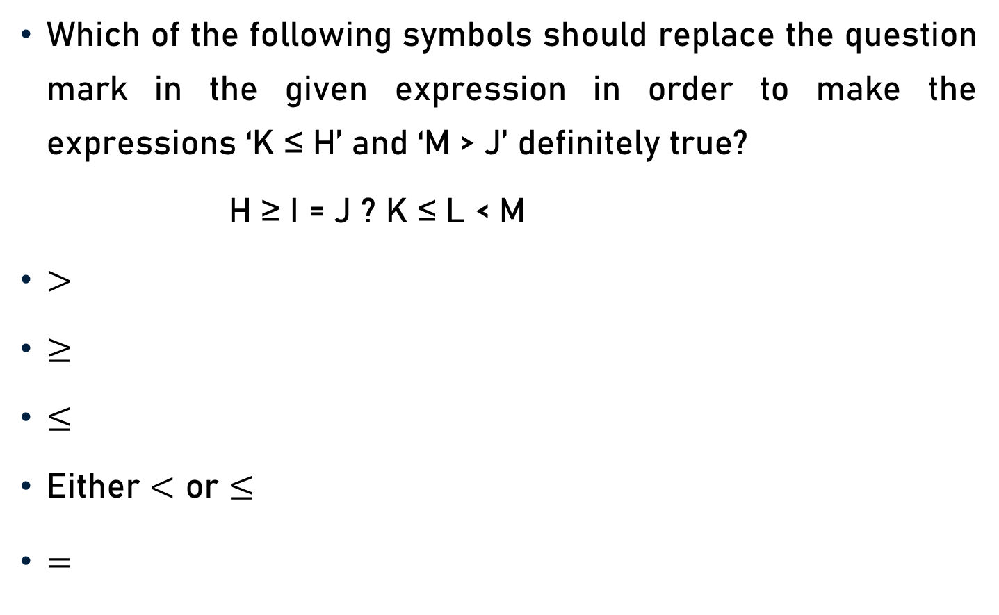 • Which of the following symbols should replace the question
mark in the given expression in order to make the
expressions ‘K ≤ H’ and ‘M > J’ definitely true?
H ≥ I = J ? K ≤ L < M
• >
• ≥
• ≤
• Either < or ≤
• =